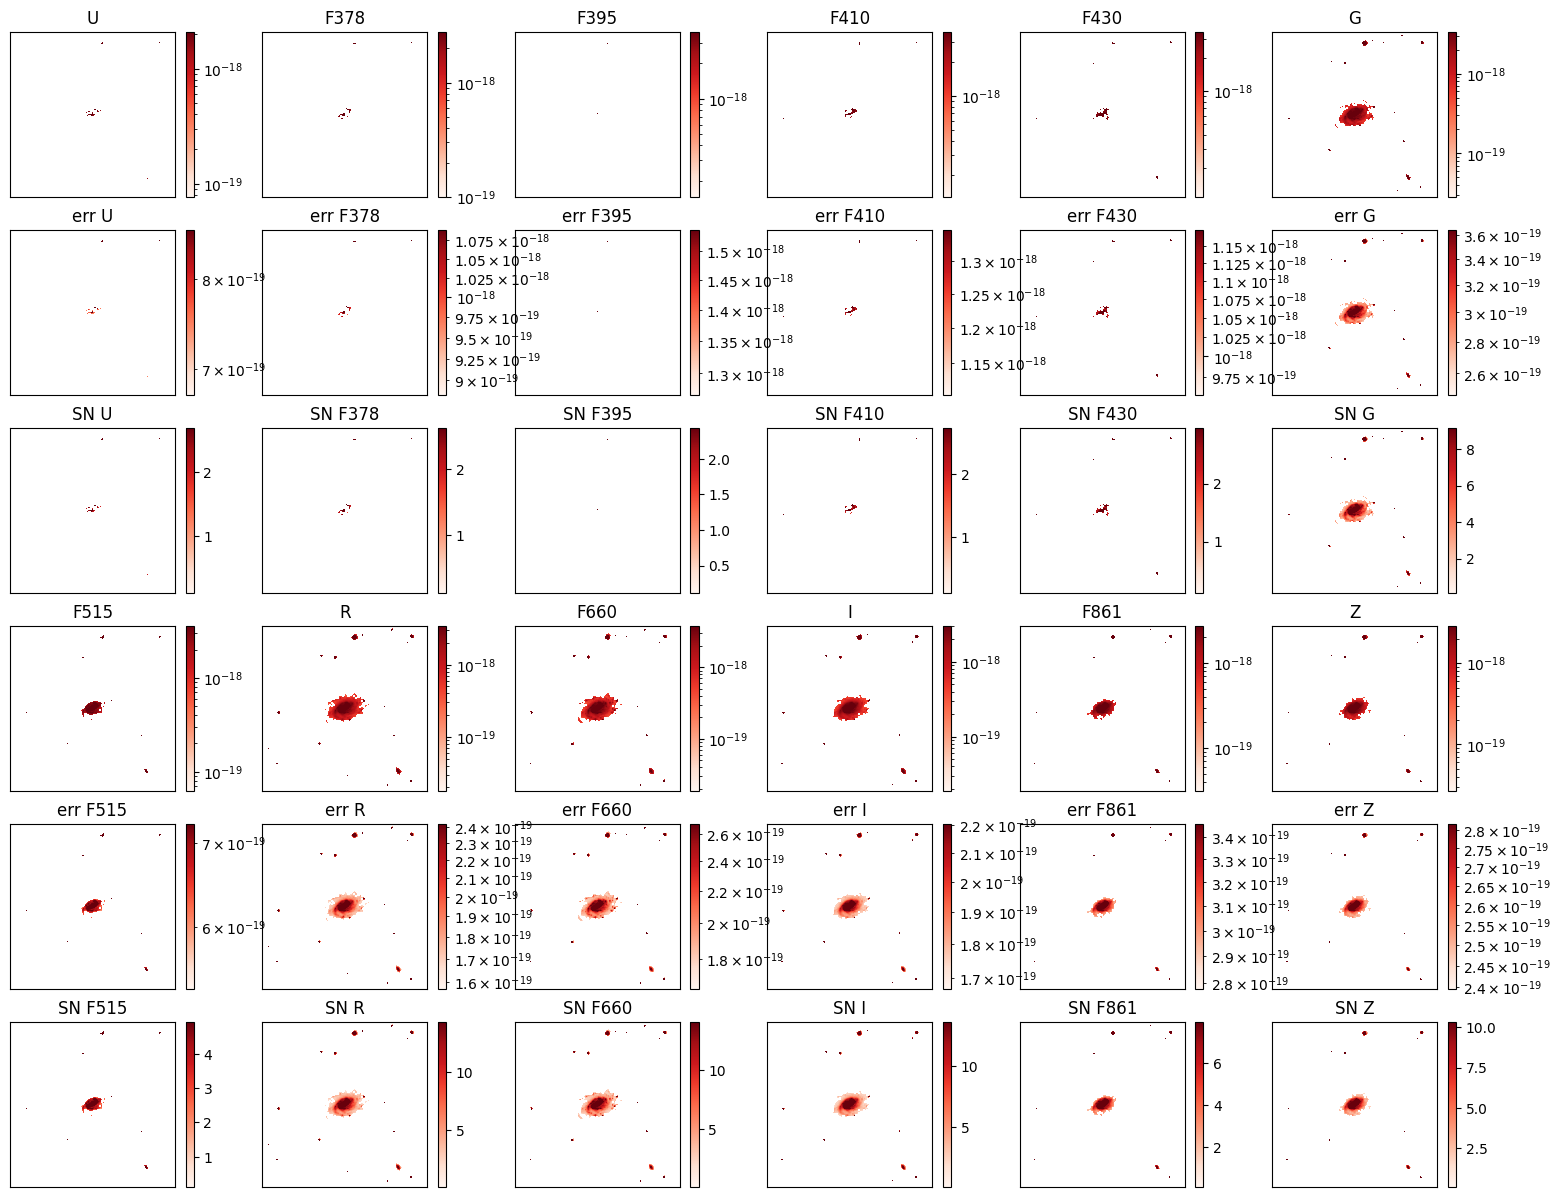 U F378 F395 F410 F430 G
10⁻¹⁸ 10⁻¹⁸ 10⁻¹⁸ 10⁻¹⁸ 10⁻¹⁸ 10⁻¹⁸
10⁻¹⁹ 10⁻¹⁹ 10⁻¹⁹
err U err F378 err F395 err F410 err F430 err G
8 × 10⁻¹⁹
7 × 10⁻¹⁹
1.075 × 10⁻¹⁸
1.05 × 10⁻¹⁸
1.025 × 10⁻¹⁸
10⁻¹⁸
9.75 × 10⁻¹⁹
9.5 × 10⁻¹⁹
9.25 × 10⁻¹⁹
9 × 10⁻¹⁹
1.5 × 10⁻¹⁸
1.45 × 10⁻¹⁸
1.4 × 10⁻¹⁸
1.35 × 10⁻¹⁸
1.3 × 10⁻¹⁸
1.3 × 10⁻¹⁸
1.25 × 10⁻¹⁸
1.2 × 10⁻¹⁸
1.15 × 10⁻¹⁸
1.15 × 10⁻¹⁸
1.125 × 10⁻¹⁸
1.1 × 10⁻¹⁸
1.075 × 10⁻¹⁸
1.05 × 10⁻¹⁸
1.025 × 10⁻¹⁸
10⁻¹⁸
9.75 × 10⁻¹⁹
3.6 × 10⁻¹⁹
3.4 × 10⁻¹⁹
3.2 × 10⁻¹⁹
3 × 10⁻¹⁹
2.8 × 10⁻¹⁹
2.6 × 10⁻¹⁹
SN U SN F378 SN F395 SN F410 SN F430 SN G
2
1
2
1
2.0
1.5
1.0
0.5
2
1
2
1
8
6
4
2
F515 R F660 I F861 Z
10⁻¹⁸ 10⁻¹⁸ 10⁻¹⁸ 10⁻¹⁸ 10⁻¹⁸ 10⁻¹⁸
10⁻¹⁹ 10⁻¹⁹ 10⁻¹⁹ 10⁻¹⁹ 10⁻¹⁹ 10⁻¹⁹
err F515 err R err F660 err I err F861 err Z
7 × 10⁻¹⁹
6 × 10⁻¹⁹
2.4 × 10⁻¹⁹
2.3 × 10⁻¹⁹
2.2 × 10⁻¹⁹
2.1 × 10⁻¹⁹
2 × 10⁻¹⁹
1.9 × 10⁻¹⁹
1.8 × 10⁻¹⁹
1.7 × 10⁻¹⁹
1.6 × 10⁻¹⁹
2.6 × 10⁻¹⁹
2.4 × 10⁻¹⁹
2.2 × 10⁻¹⁹
2 × 10⁻¹⁹
1.8 × 10⁻¹⁹
2.2 × 10⁻¹⁹
2.1 × 10⁻¹⁹
2 × 10⁻¹⁹
1.9 × 10⁻¹⁹
1.8 × 10⁻¹⁹
1.7 × 10⁻¹⁹
3.4 × 10⁻¹⁹
3.3 × 10⁻¹⁹
3.2 × 10⁻¹⁹
3.1 × 10⁻¹⁹
3 × 10⁻¹⁹
2.9 × 10⁻¹⁹
2.8 × 10⁻¹⁹
2.8 × 10⁻¹⁹
2.75 × 10⁻¹⁹
2.7 × 10⁻¹⁹
2.65 × 10⁻¹⁹
2.6 × 10⁻¹⁹
2.55 × 10⁻¹⁹
2.5 × 10⁻¹⁹
2.45 × 10⁻¹⁹
2.4 × 10⁻¹⁹
SN F515 SN R SN F660 SN I SN F861 SN Z
4
3
2
1
10
5
10
5
10
5
6
4
2
10.0
7.5
5.0
2.5